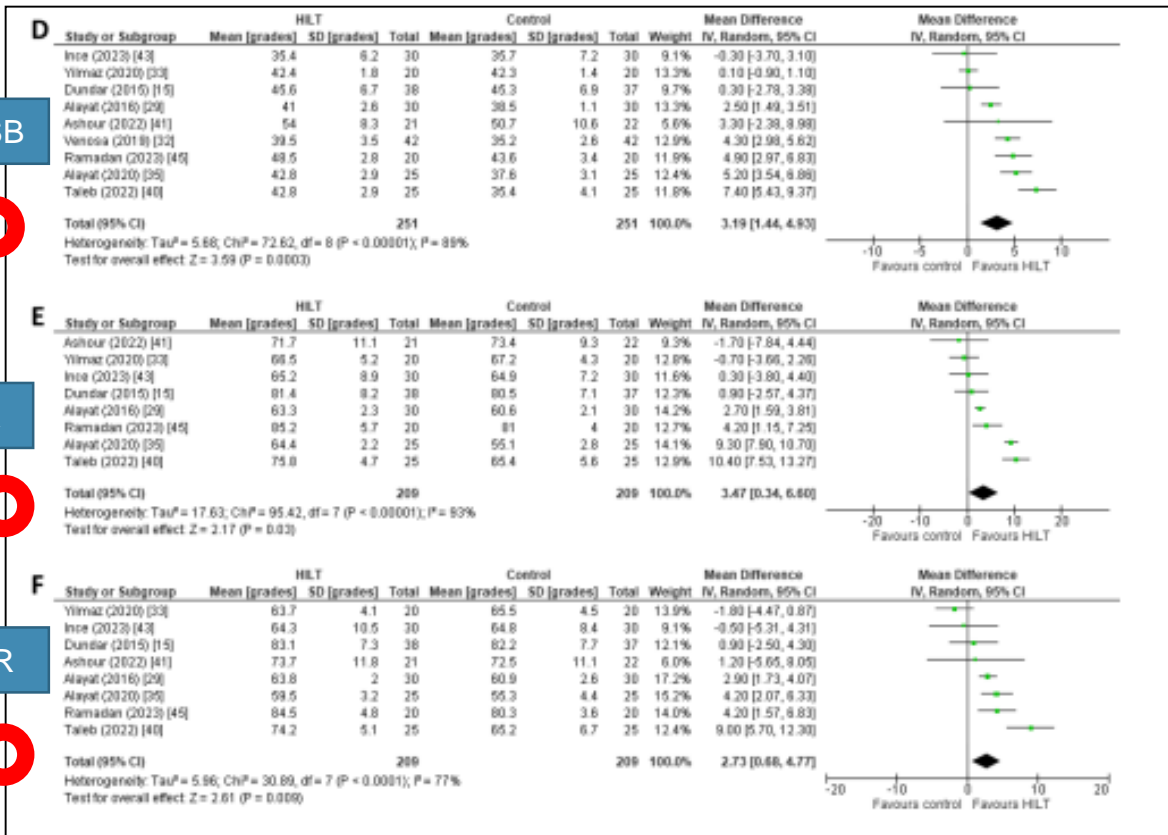 D
HILT Control Mean Difference Mean Difference
Study or Subgroup Mean [grades] SD [grades] Total Mean [grades] SD [grades] Total Weight IV, Random, 95% CI IV, Random, 95% CI
Ince (2023) [43] 35.4 6.2 30 35.7 7.2 30 9.1% -0.30 [-3.70, 3.10]
Yilmaz (2020) [33] 42.4 1.8 20 42.3 1.4 20 13.3% 0.10 [-0.90, 1.10]
Dundar (2015) [15] 45.6 6.7 38 45.3 6.9 37 9.7% 0.30 [-2.78, 3.38]
Alayat (2016) [29] 41 2.6 30 38.5 1.1 30 13.3% 2.50 [1.49, 3.51]
Ashour (2022) [41] 54 8.3 21 50.7 10.6 22 5.6% 3.30 [-2.38, 8.98]
Venosa (2019) [32] 39.5 3.5 42 35.2 2.6 42 12.9% 4.30 [2.98, 5.62]
Ramadan (2023) [45] 48.5 2.8 20 43.6 3.4 20 11.9% 4.90 [2.97, 6.83]
Alayat (2020) [35] 42.8 2.9 25 37.6 3.1 25 12.4% 5.20 [3.54, 6.86]
Taleb (2022) [40] 42.8 2.9 25 35.4 4.1 25 11.8% 7.40 [5.43, 9.37]
Total (95% CI) 251 251 100.0% 3.19 [1.44, 4.93]
Heterogeneity: Tau² = 5.68; Chi² = 72.62, df = 8 (P < 0.00001); I² = 89%
Test for overall effect: Z = 3.59 (P = 0.0003)
-10 -5 0 5 10
Favours control Favours HILT
B
E
HILT Control Mean Difference Mean Difference
Study or Subgroup Mean [grades] SD [grades] Total Mean [grades] SD [grades] Total Weight IV, Random, 95% CI IV, Random, 95% CI
Ashour (2022) [41] 71.7 11.1 21 73.4 9.3 22 9.3% -1.70 [-7.84, 4.44]
Yilmaz (2020) [33] 66.5 5.2 20 67.2 4.3 20 12.8% -0.70 [-3.66, 2.26]
Ince (2023) [43] 65.2 8.9 30 64.9 7.2 30 11.6% 0.30 [-3.80, 4.40]
Dundar (2015) [15] 81.4 8.2 38 80.5 7.1 37 12.3% 0.90 [-2.57, 4.37]
Alayat (2016) [29] 63.3 2.3 30 60.6 2.1 30 14.2% 2.70 [1.59, 3.81]
Ramadan (2023) [45] 85.2 5.7 20 81 4 20 12.7% 4.20 [1.15, 7.25]
Alayat (2020) [35] 64.4 2.2 25 55.1 2.8 25 14.1% 9.30 [7.90, 10.70]
Taleb (2022) [40] 75.8 4.7 25 65.4 5.6 25 12.9% 10.40 [7.53, 13.27]
Total (95% CI) 209 209 100.0% 3.47 [0.34, 6.60]
Heterogeneity: Tau² = 17.63; Chi² = 95.42, df = 7 (P < 0.00001); I² = 93%
Test for overall effect: Z = 2.17 (P = 0.03)
-20 -10 0 10 20
Favours control Favours HILT
F
HILT Control Mean Difference Mean Difference
Study or Subgroup Mean [grades] SD [grades] Total Mean [grades] SD [grades] Total Weight IV, Random, 95% CI IV, Random, 95% CI
Yilmaz (2020) [33] 63.7 4.1 20 65.5 4.5 20 13.9% -1.80 [-4.47, 0.87]
Ince (2023) [43] 64.3 10.5 30 64.8 8.4 30 9.1% -0.50 [-5.31, 4.31]
Dundar (2015) [15] 83.1 7.3 38 82.2 7.7 37 12.1% 0.90 [-2.50, 4.30]
Ashour (2022) [41] 73.7 11.8 21 72.5 11.1 22 6.0% 1.20 [-5.65, 8.05]
Alayat (2016) [29] 63.8 2 30 60.9 2.6 30 17.2% 2.90 [1.73, 4.07]
Alayat (2020) [35] 59.5 3.2 25 55.3 4.4 25 15.2% 4.20 [2.07, 6.33]
Ramadan (2023) [45] 84.5 4.8 20 80.3 3.6 20 14.0% 4.20 [1.57, 6.83]
Taleb (2022) [40] 74.2 5.1 25 65.2 6.7 25 12.4% 9.00 [5.70, 12.30]
Total (95% CI) 209 209 100.0% 2.73 [0.68, 4.77]
Heterogeneity: Tau² = 5.96; Chi² = 30.89, df = 7 (P < 0.0001); I² = 77%
Test for overall effect: Z = 2.61 (P = 0.009)
-20 -10 0 10 20
Favours control Favours HILT
R